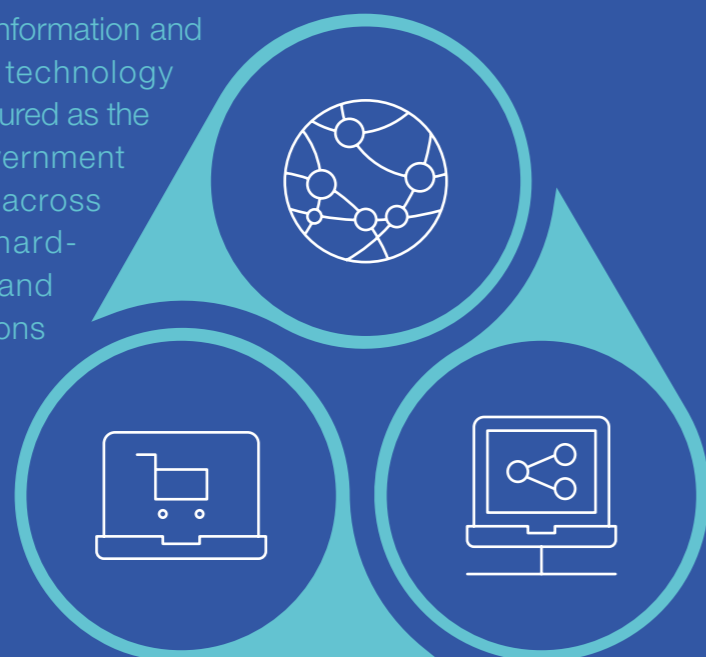 nformation and
technology
ured as the
ernment
across
hard-
and
ons